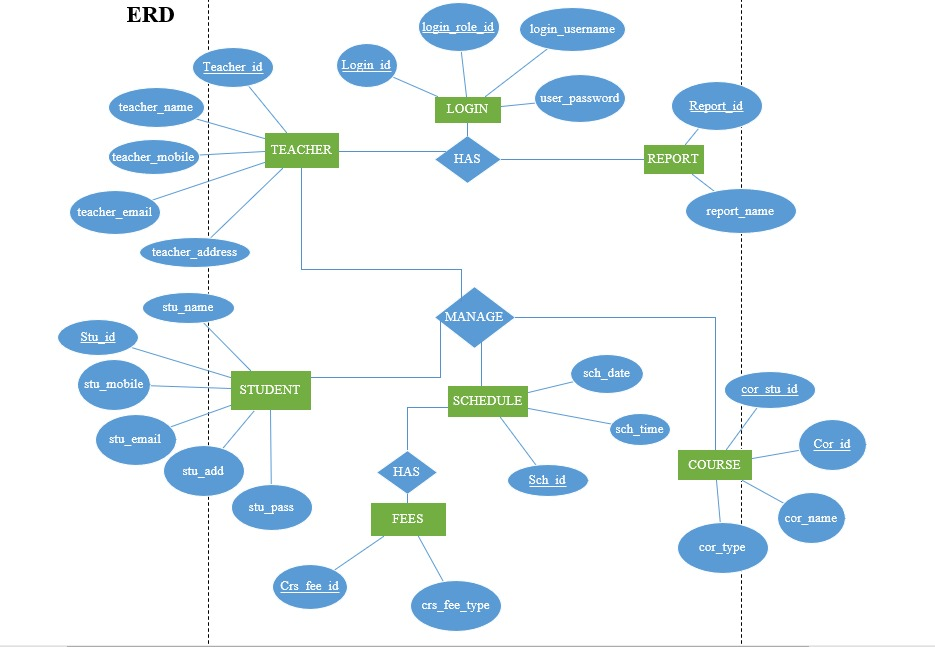 ERD
login_role_id
login_username
Login_id
Teacher_id
user_password
teacher_name
LOGIN
Report_id
TEACHER
teacher_mobile
HAS
REPORT
teacher_email
report_name
teacher_address
stu_name
MANAGE
Stu_id
sch_date
stu_mobile
STUDENT
cor_stu_id
SCHEDULE
sch_time
stu_email
Cor_id
COURSE
stu_add
HAS
Sch_id
stu_pass
FEES
cor_name
cor_type
Crs_fee_id
crs_fee_type